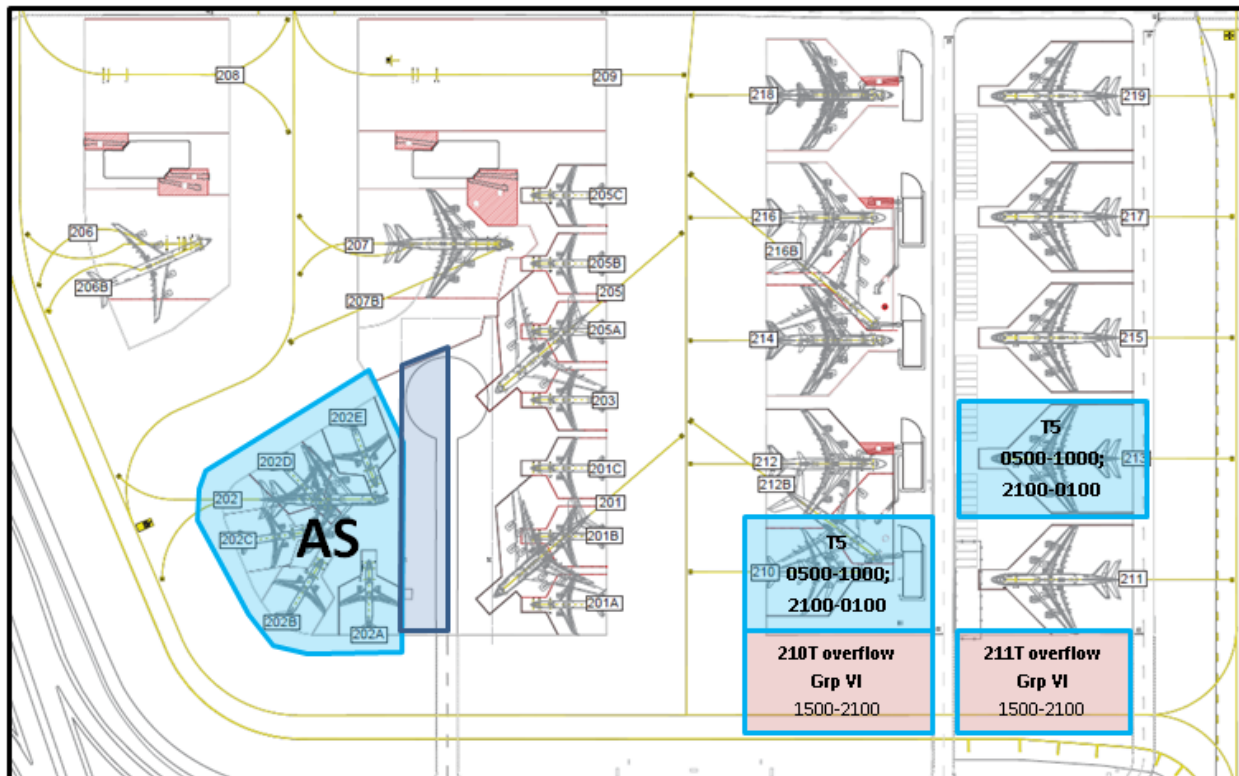 208
209
218
219
205C
206
207
216
217
216B
205B
206B
207B
205
205A
214
215
203
202E
T5
0500-1000;
2100-0100
213
202D
212
201C
212B
202
201
AS
202C
201B
T5
0500-1000;
2100-0100
210
211
201A
202B
202A
210T overflow
Grp VI
1500-2100
211T overflow
Grp VI
1500-2100